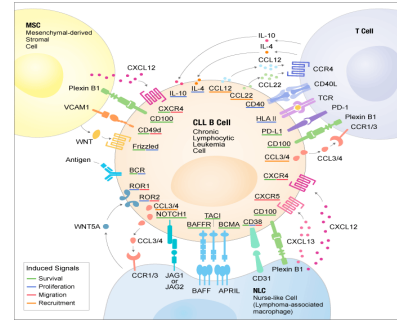 MSC
Mesenchymal-derived
Stromal
Cell
CXCL12
Plexin B1
VCAM1
WNT
Antigen
IL-10
IL-4
CCL12
CCL22
T Cell
CCR4
CD40L
TCR
PD-1
Plexin B1
CCR1/3
CCL3/4
IL-10
IL-4
CCL12
CCL22
CD40
HLA II
PD-L1
CD100
CCL3/4
CXCR4
CXCR5
CD100
CXCR4
CD100
CD49d
Frizzled
BCR
ROR1
ROR2
CCL3/4
NOTCH1
TACI
BAFFR
BCMA
CD38
CLL B Cell
Chronic
Lymphocytic
Leukemia
Cell
WNT5A
CCL3/4
CCR1/3
JAG1
or
JAG2
BAFF
APRIL
CD31
Plexin B1
CXCL13
CXCL12
NLC
Nurse-like Cell
(Lymphoma-associated
macrophage)
Induced Signals
Survival
Proliferation
Migration
Recruitment